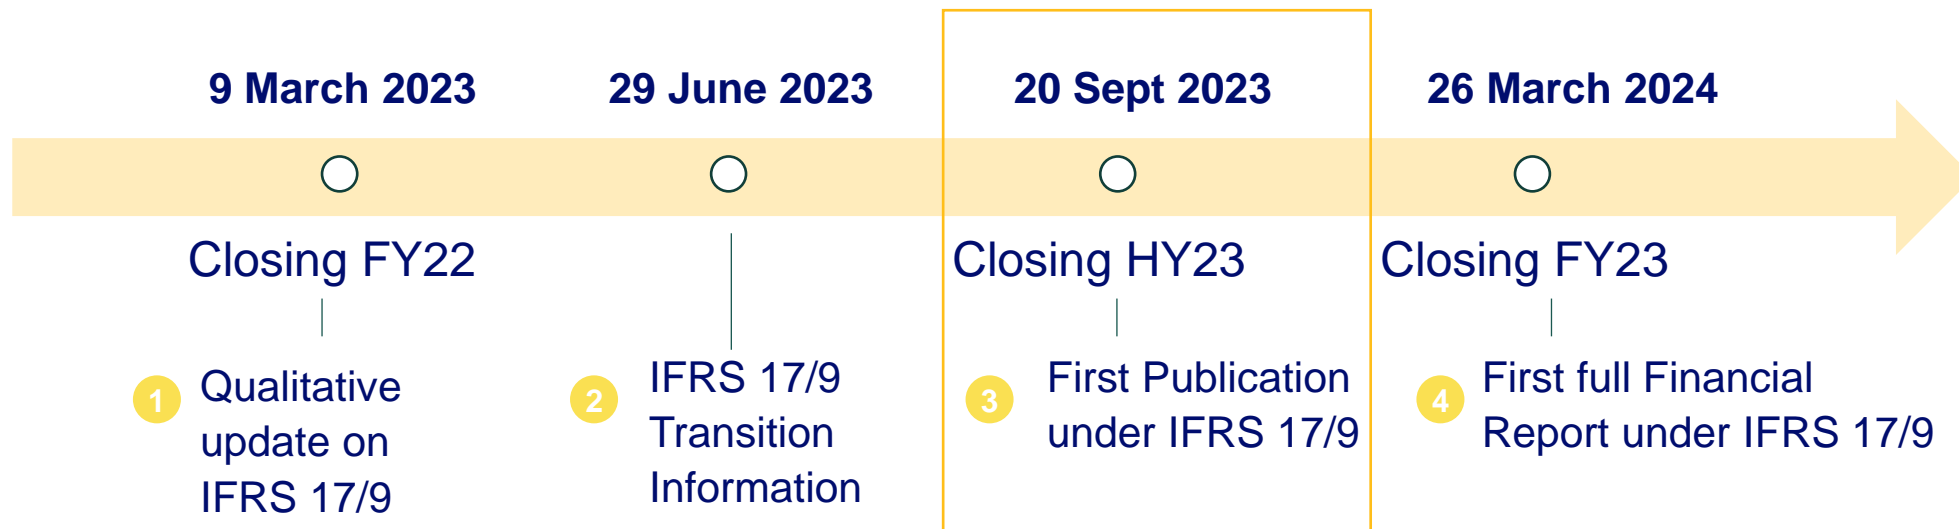 9 March 2023
29 June 2023
20 Sept 2023
26 March 2024
Closing FY22
Closing HY23
Closing FY23
1
Qualitative
update on
IFRS 17/9
2
IFRS 17/9
Transition
Information
3
First Publication
under IFRS 17/9
4
First full Financial
Report under IFRS 17/9